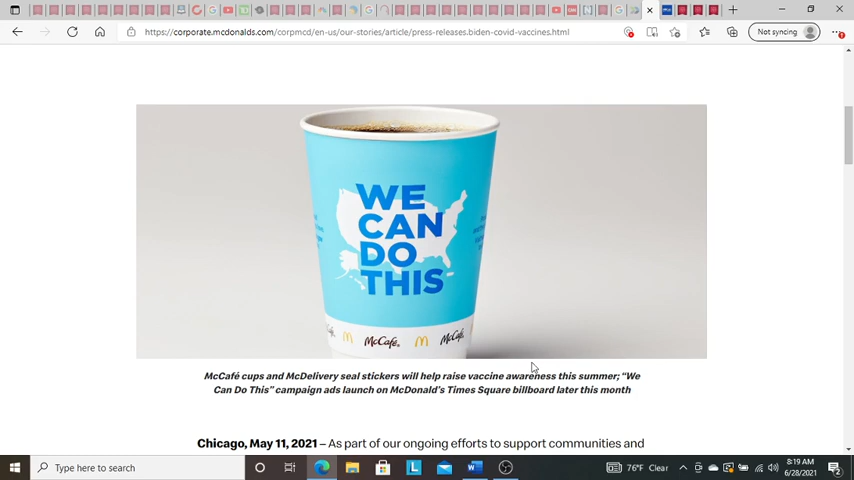 https://corporate.mcdonalds.com/corpmcd/en-us/our-stories/article/press-releases.biden-covid-vaccines.html
Not syncing
WE
CAN
DO
THIS
McCafé
McCafé
McCafé cups and McDelivery seal stickers will help raise vaccine awareness this summer; “We
Can Do This” campaign ads launch on McDonald’s Times Square billboard later this month
Chicago, May 11, 2021 – As part of our ongoing efforts to support communities and
Type here to search
76°F Clear
8:19 AM
6/28/2021
2